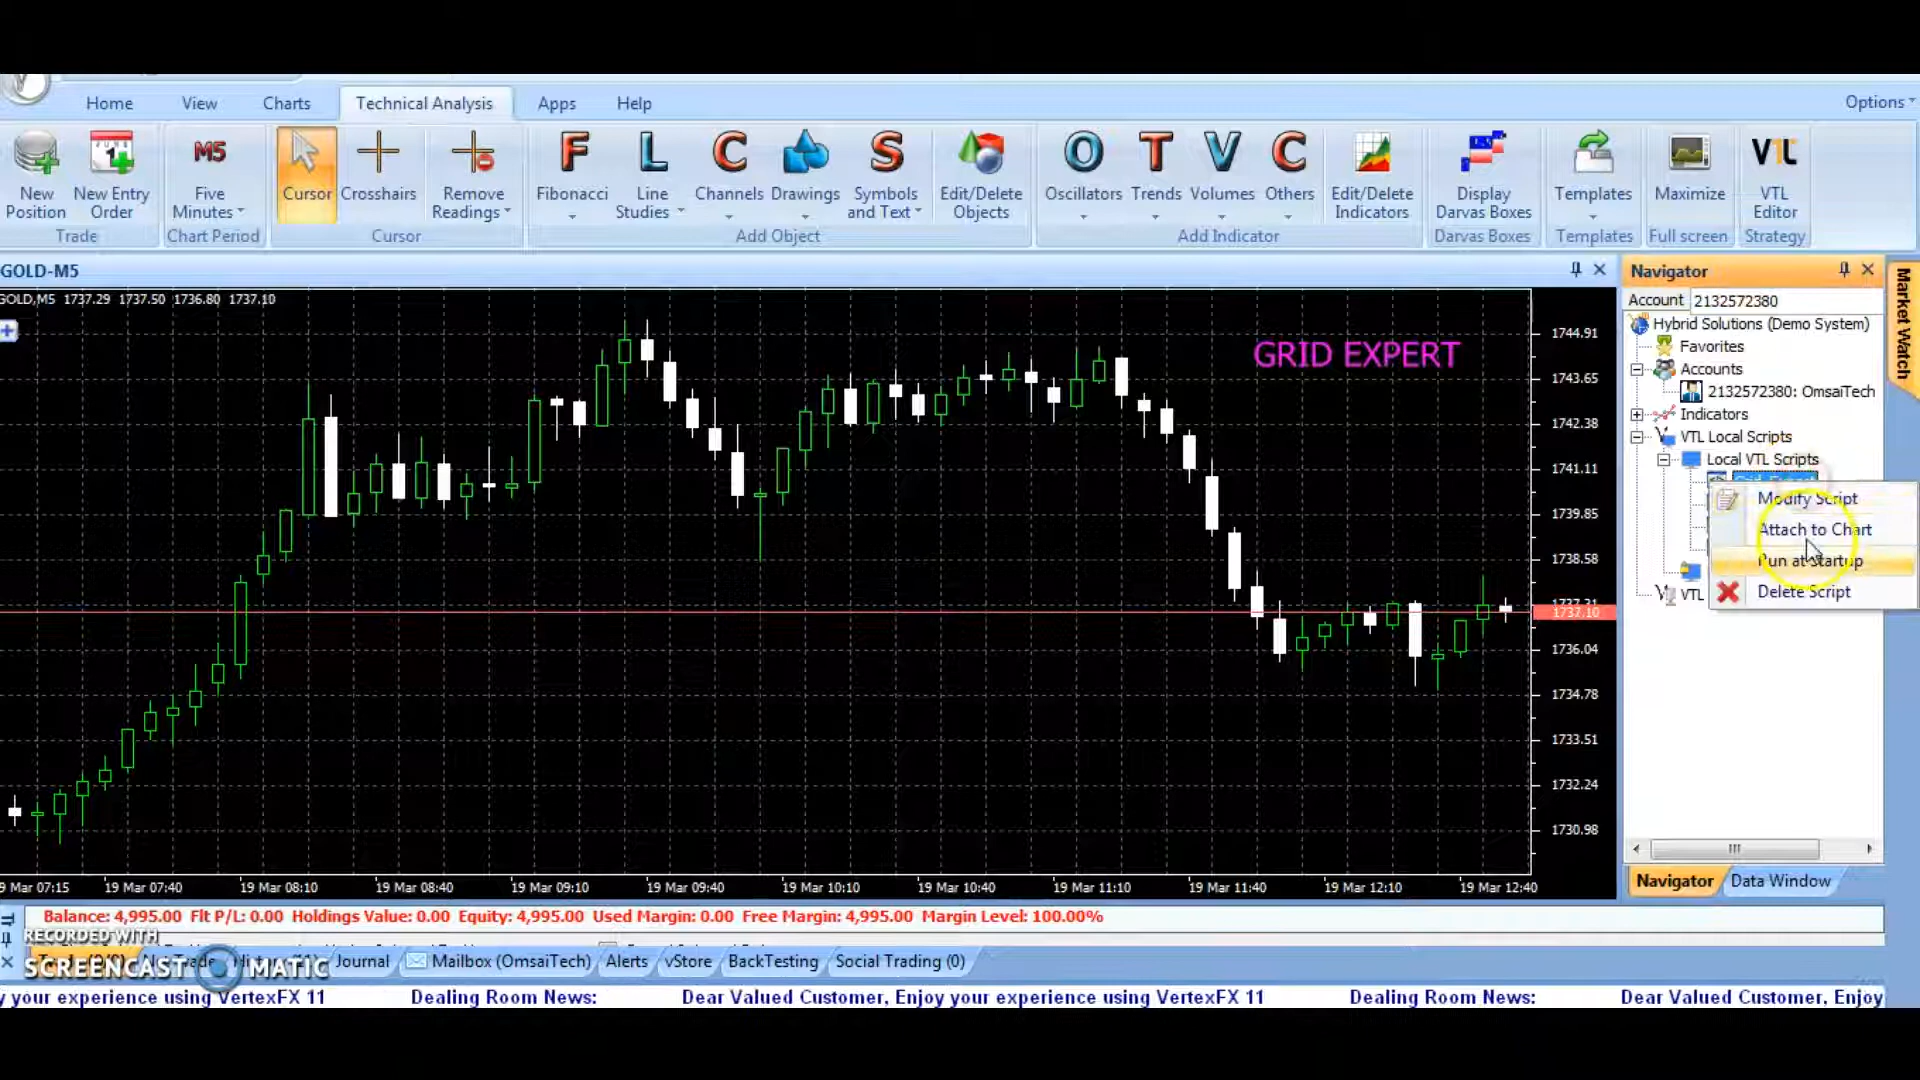 Home View Charts Technical Analysis Apps Help Options
M5 F L C S O T V C VTL
New Position New Entry Order Five Minutes Cursor Crosshairs Remove Readings Fibonacci Line Studies Channels Drawings Symbols and Text Edit/Delete Objects Oscillators Trends Volumes Others Edit/Delete Indicators Display Darvas Boxes Templates Maximize VTL Editor
Trade Chart Period Cursor Add Object Add Indicator Darvas Boxes Templates Full screen Strategy
GOLD-M5
GOLD,M5 1737.29 1737.50 1736.80 1737.10
GRID EXPERT
1744.91
1743.65
1742.38
1741.11
1739.85
1738.58
1737.10
1736.04
1734.78
1733.51
1732.24
1730.98
19 Mar 07:40 19 Mar 08:10 19 Mar 08:40 19 Mar 09:10 19 Mar 09:40 19 Mar 10:10 19 Mar 10:40 19 Mar 11:10 19 Mar 11:40 19 Mar 12:10 19 Mar 12:40
Navigator
Market Watch
Account 2132572380
Hybrid Solutions (Demo System)
Favorites
Accounts
2132572380: OmsaiTech
Indicators
VTL Local Scripts
Local VTL Scripts
Modify Script
Attach to Chart
Run at Startup
Delete Script
VTL
Navigator Data Window
Balance: 4,995.00 Flt P/L: 0.00 Holdings Value: 0.00 Equity: 4,995.00 Used Margin: 0.00 Free Margin: 4,995.00 Margin Level: 100.00%
RECORDED WITH
SCREENCAST MATIC
Journal Mailbox (OmsaiTech) Alerts vStore BackTesting Social Trading (0)
y your experience using VertexFX 11 Dealing Room News: Dear Valued Customer, Enjoy your experience using VertexFX 11 Dealing Room News: Dear Valued Customer, Enjoy